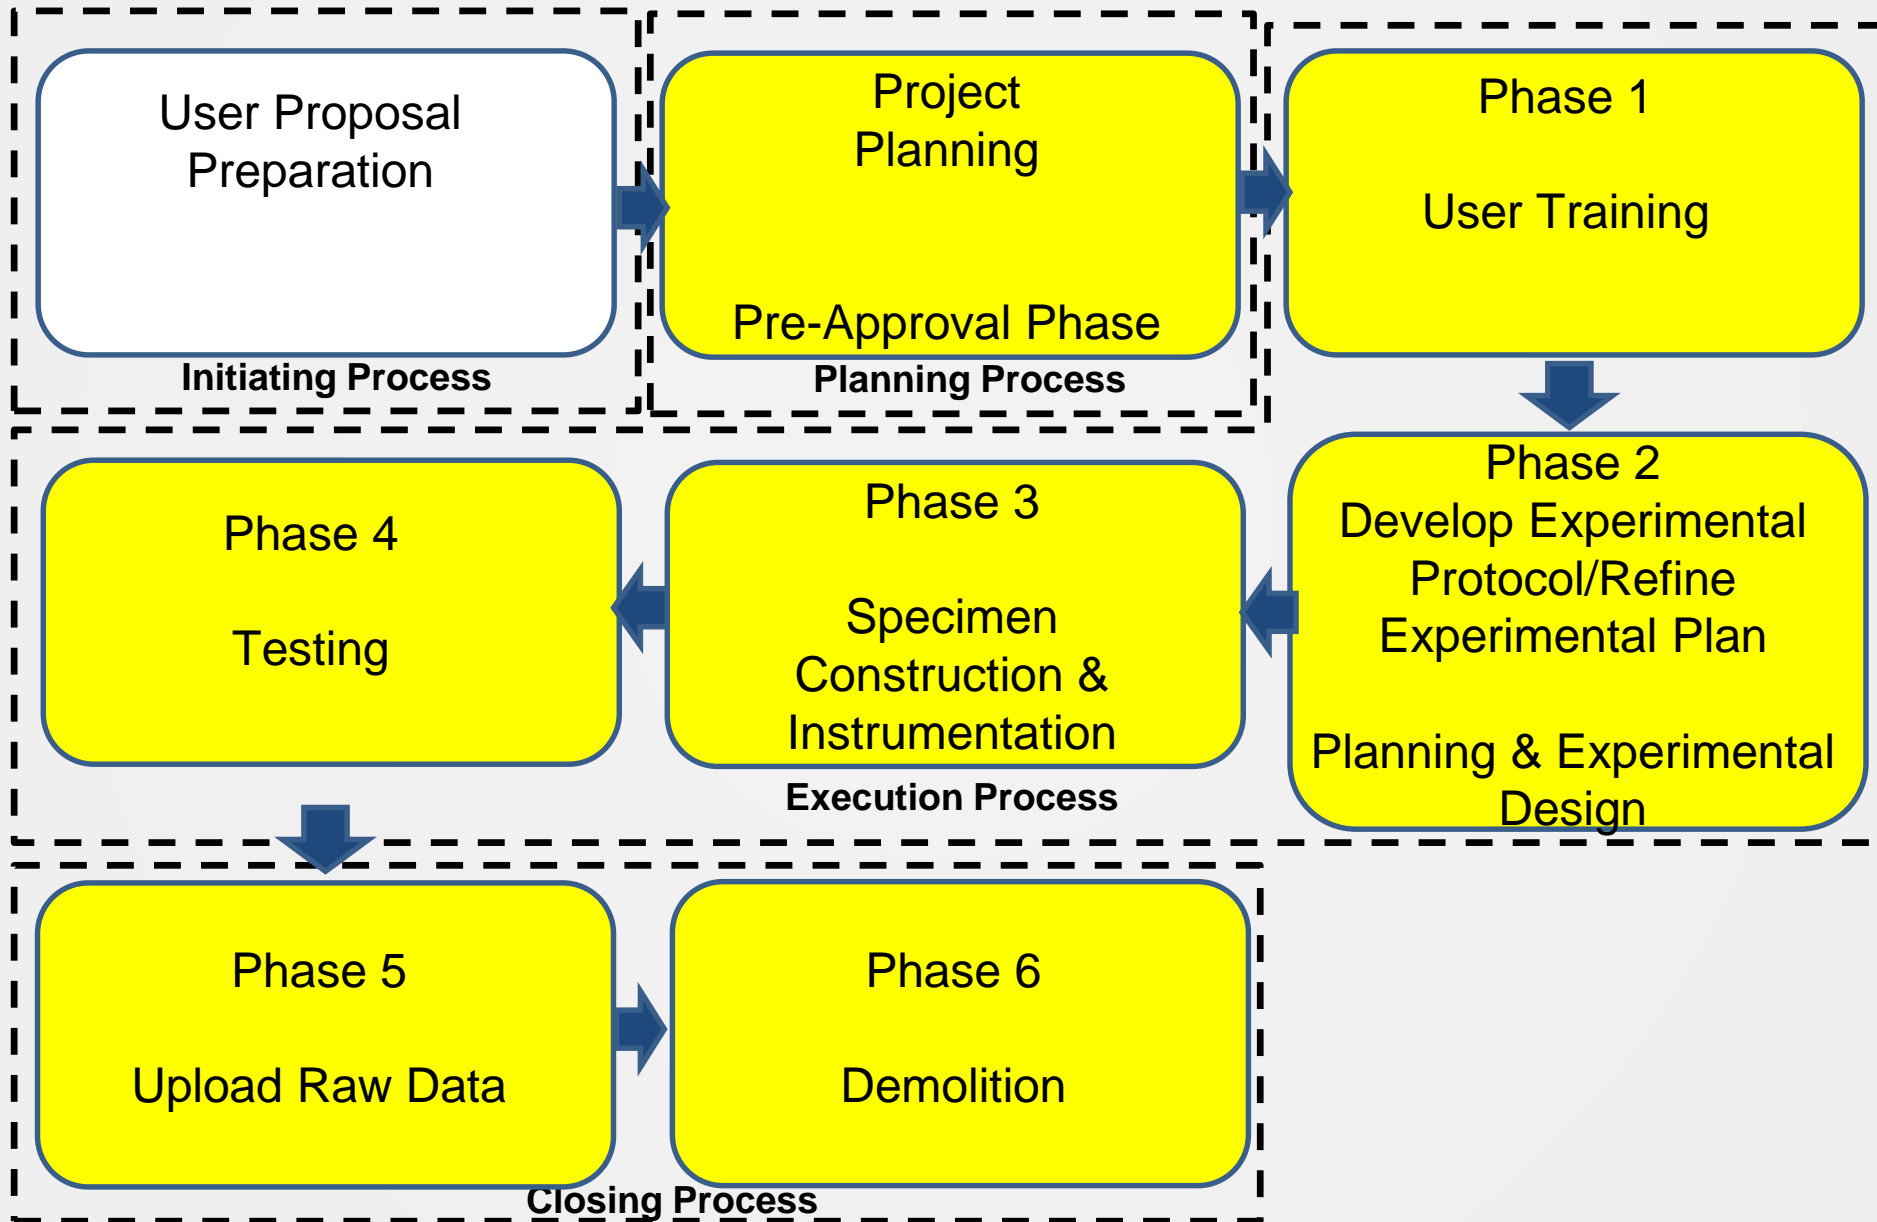 User Proposal
Preparation
Initiating Process
Project
Planning
Pre-Approval Phase
Planning Process
Phase 1
User Training
Phase 2
Develop Experimental
Protocol/Refine
Experimental Plan
Planning & Experimental
Design
Phase 3
Specimen
Construction &
Instrumentation
Phase 4
Testing
Execution Process
Phase 5
Upload Raw Data
Phase 6
Demolition
Closing Process